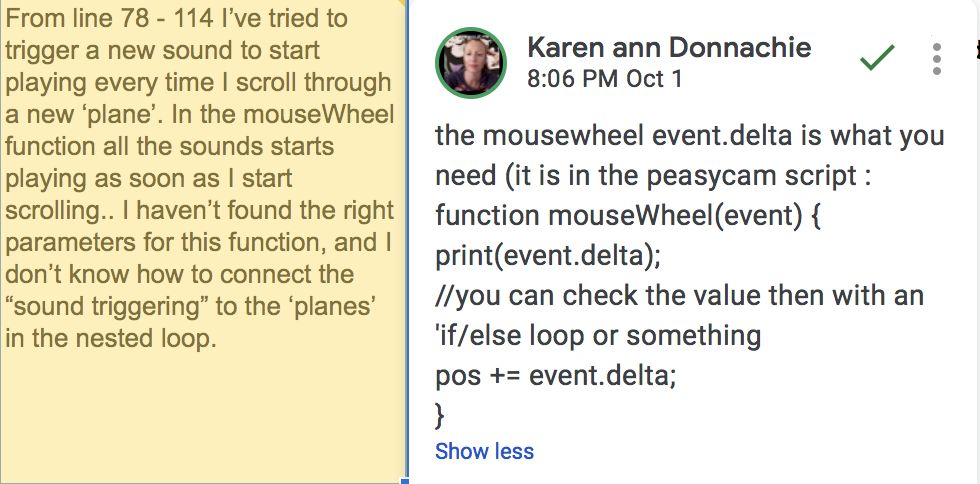 From line 78 - 114 I’ve tried to
trigger a new sound to start
playing every time I scroll through
a new ‘plane’. In the mouseWheel
function all the sounds starts
playing as soon as I start
scrolling.. I haven’t found the right
parameters for this function, and I
don’t know how to connect the
“sound triggering” to the ‘planes’
in the nested loop.
Karen ann Donnachie
8:06 PM Oct 1
the mousewheel event.delta is what you
need (it is in the peasycam script :
function mouseWheel(event) {
print(event.delta);
//you can check the value then with an
'if/else loop or something
pos += event.delta;
}
Show less